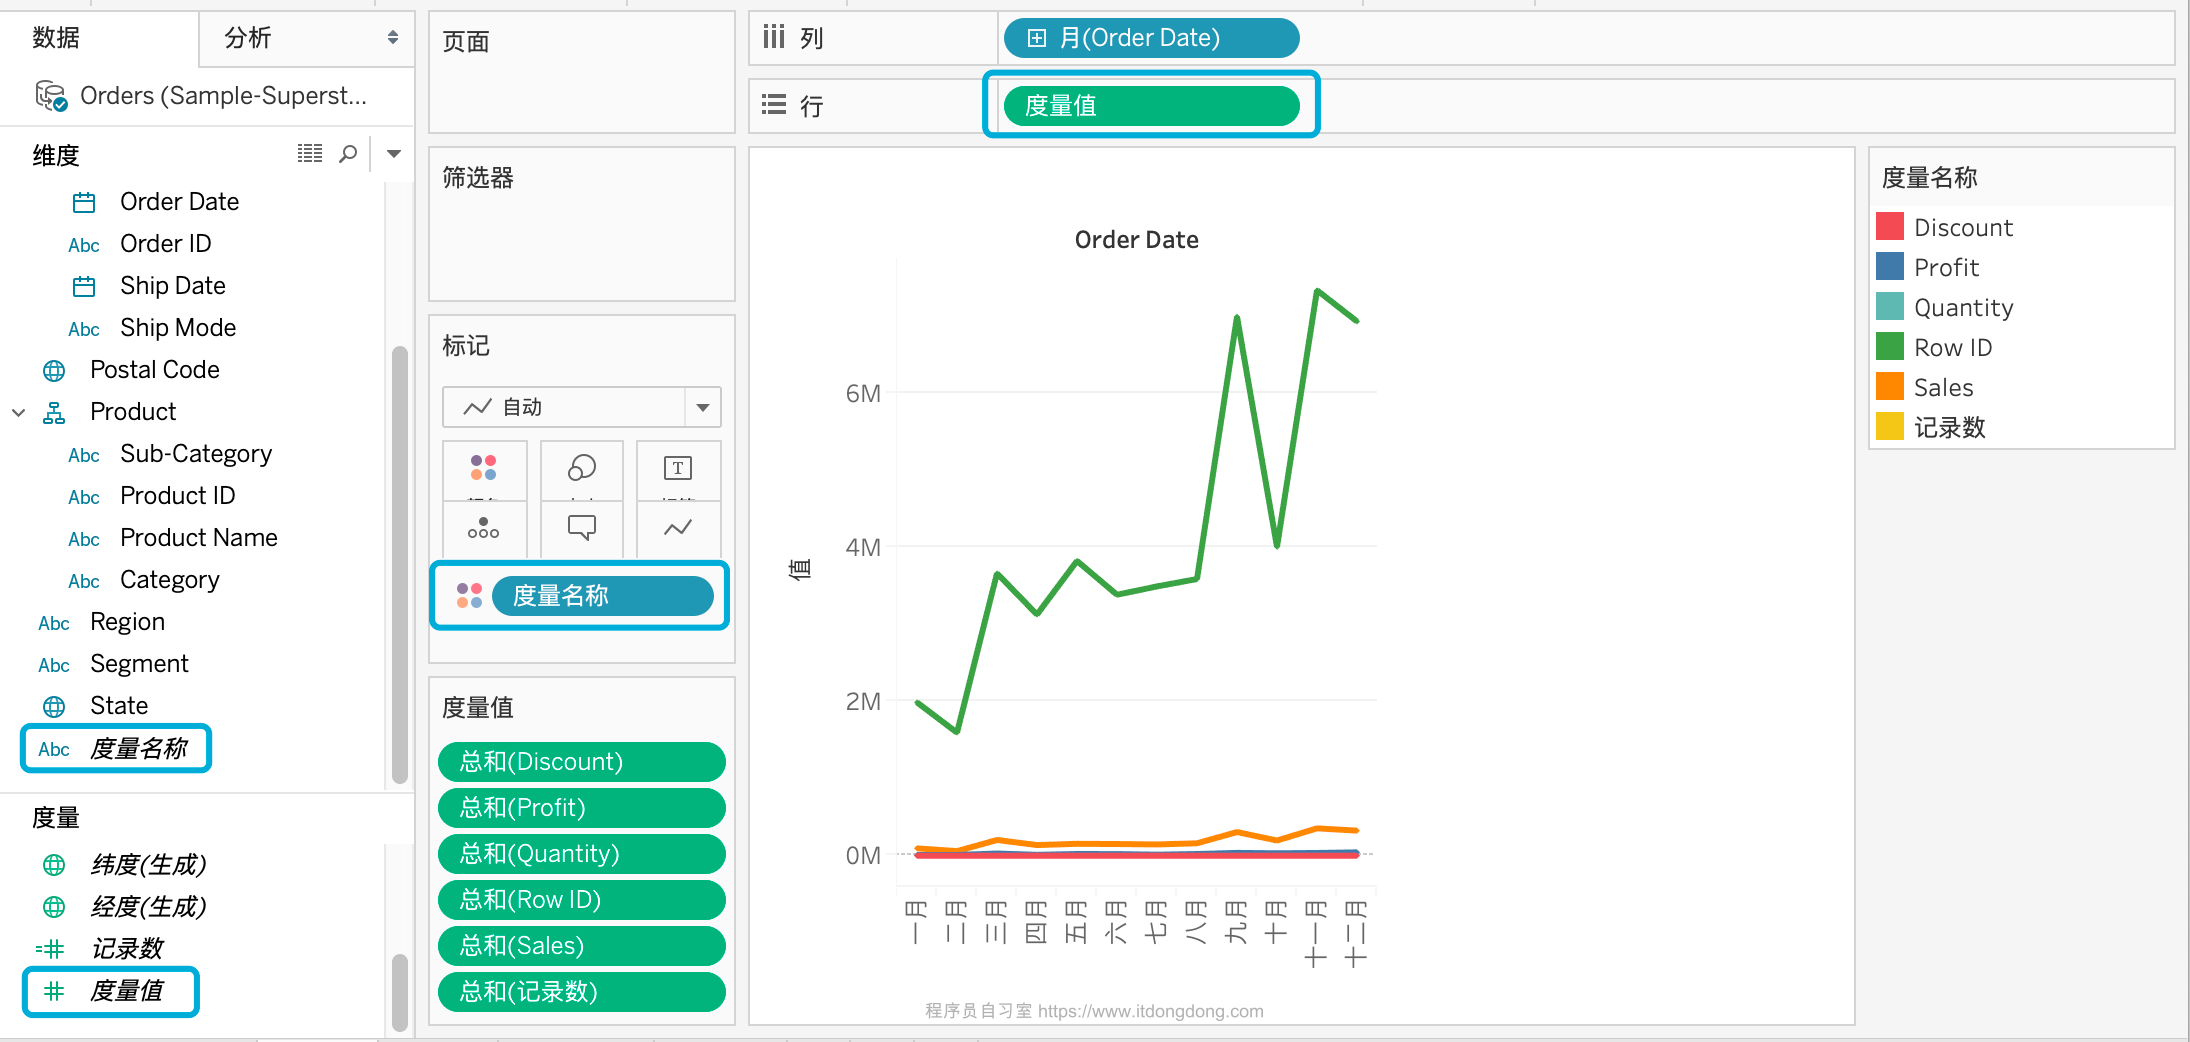 数据
分析
Orders (Sample-Superst...
维度
Order Date
Abc Order ID
Ship Date
Abc Ship Mode
Postal Code
Product
Abc Sub-Category
Abc Product ID
Abc Product Name
Abc Category
Abc Region
Abc Segment
State
Abc 度量名称
度量
纬度(生成)
经度(生成)
记录数
度量值
页面
筛选器
标记
自动
T
度量名称
度量值
总和(Discount)
总和(Profit)
总和(Quantity)
总和(Row ID)
总和(Sales)
总和(记录数)
列
月(Order Date)
行
度量值
Order Date
值
6M
4M
2M
0M
一月
二月
三月
四月
五月
六月
七月
八月
九月
十月
十一月
十二月
程序员自习室 https://www.itdongdong.com
度量名称
Discount
Profit
Quantity
Row ID
Sales
记录数